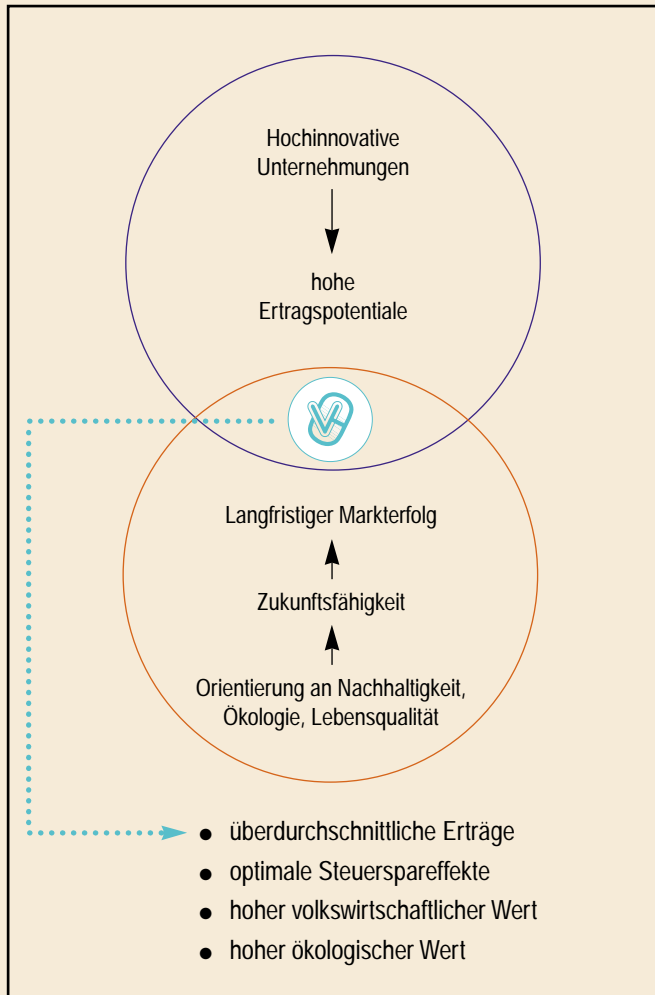 Hochinnovative
Unternehmungen
hohe
Ertragspotentiale
Langfristiger Markterfolg
Zukunftsfähigkeit
Orientierung an Nachhaltigkeit,
Ökologie, Lebensqualität
● überdurchschnittliche Erträge
● optimale Steuerspareffekte
● hoher volkswirtschaftlicher Wert
● hoher ökologischer Wert